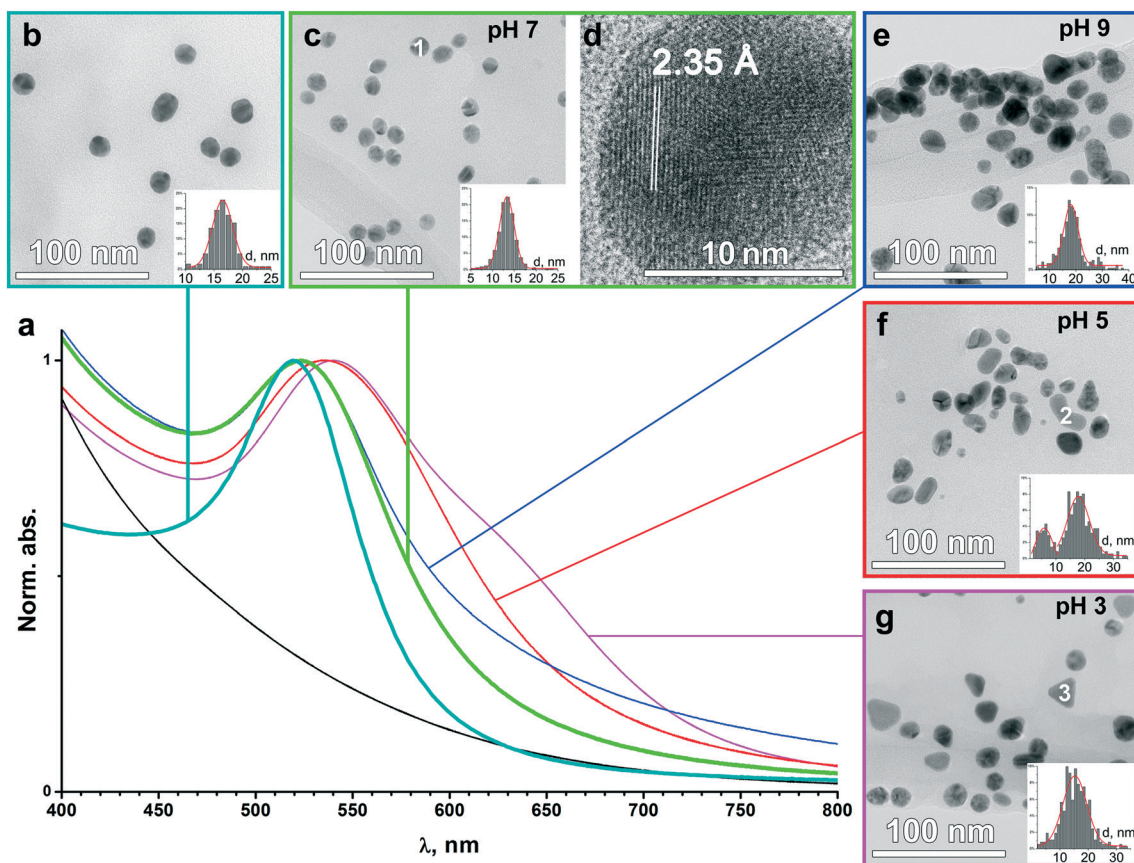 b
100 nm
d, nm
10 15 20 25
c
1
pH 7
100 nm
d, nm
5 10 15 20 25
d
2.35 Å
10 nm
e
pH 9
100 nm
d, nm
10 20 30 40
a
1
0
Norm. abs.
400 450 500 550 600 650 700 750 800
λ, nm
f
pH 5
2
100 nm
d, nm
10 20 30
g
pH 3
3
100 nm
d, nm
10 20 30